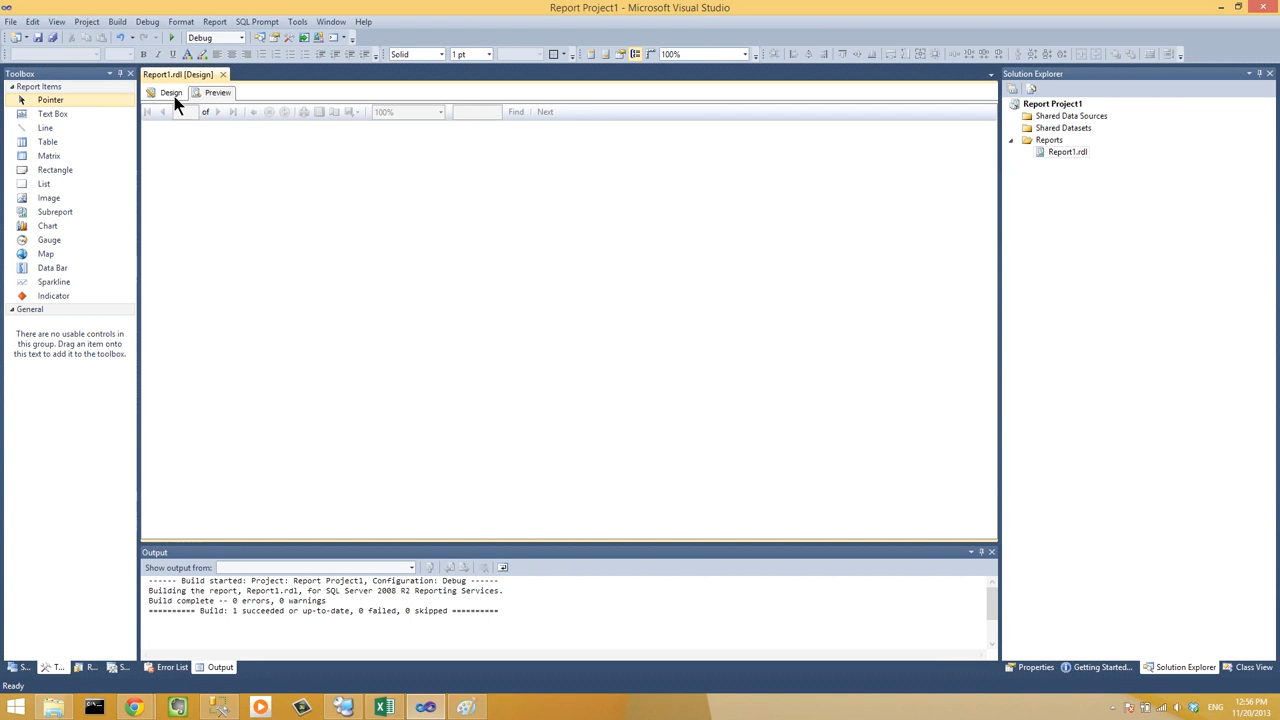 Report Project1 - Microsoft Visual Studio
File Edit View Project Build Debug Format Report SQL Prompt Tools Window Help
Debug
Solid 1 pt 100%
Toolbox
Report Items
Pointer
Text Box
Line
Table
Matrix
Rectangle
List
Image
Subreport
Chart
Gauge
Map
Data Bar
Sparkline
Indicator
General
There are no usable controls in
this group. Drag an item onto
this text to add it to the toolbox.
Report1.rdl [Design]
Design Preview
of 100% Find Next
Output
Show output from:
------ Build started: Project: Report Project1, Configuration: Debug ------
Building the report, Report1.rdl, for SQL Server 2008 R2 Reporting Services.
Build complete -- 0 errors, 0 warnings
========== Build: 1 succeeded or up-to-date, 0 failed, 0 skipped ==========
Solution Explorer
Report Project1
Shared Data Sources
Shared Datasets
Reports
Report1.rdl
S... T... R... S... Error List Output
Properties Getting Started... Solution Explorer Class View
Ready
ENG
12:56 PM
11/20/2013